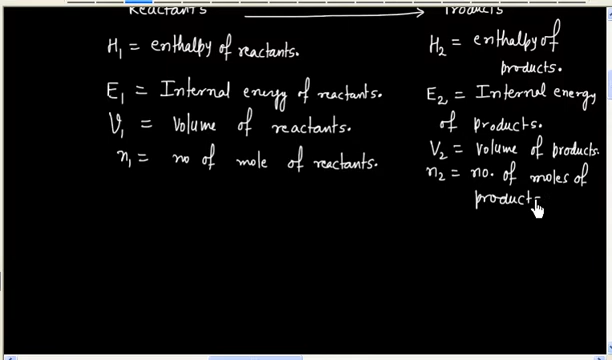 Reactants Products
H₁ = enthalpy of reactants.
H₂ = enthalpy of
products.
E₁ = Internal energy of reactants.
E₂ = Internal energy
of products.
V₁ = Volume of reactants.
V₂ = volume of products.
n₁ = no of mole of reactants.
n₂ = no. of moles of
products